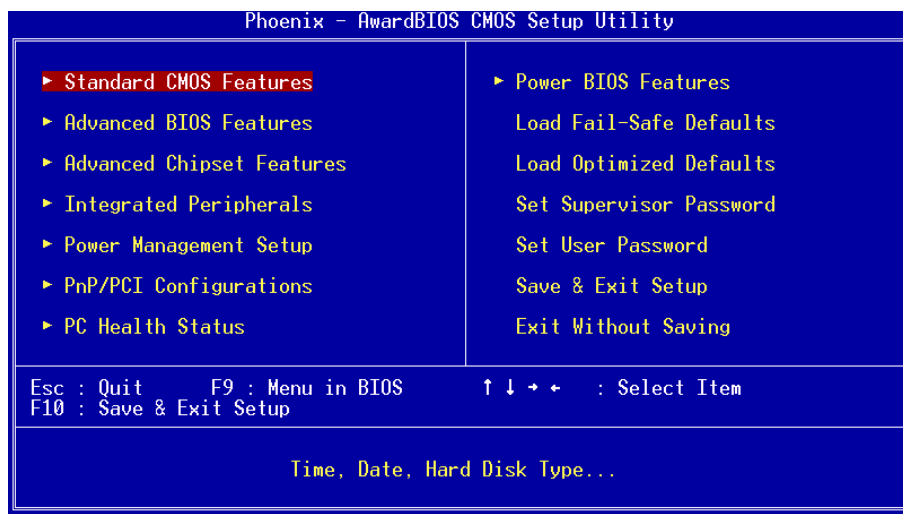 Phoenix - AwardBIOS CMOS Setup Utility
► Standard CMOS Features
► Advanced BIOS Features
► Advanced Chipset Features
► Integrated Peripherals
► Power Management Setup
► PnP/PCI Configurations
► PC Health Status
► Power BIOS Features
Load Fail-Safe Defaults
Load Optimized Defaults
Set Supervisor Password
Set User Password
Save & Exit Setup
Exit Without Saving
Esc : Quit F9 : Menu in BIOS ↑ ↓ → ← : Select Item
F10 : Save & Exit Setup
Time, Date, Hard Disk Type...